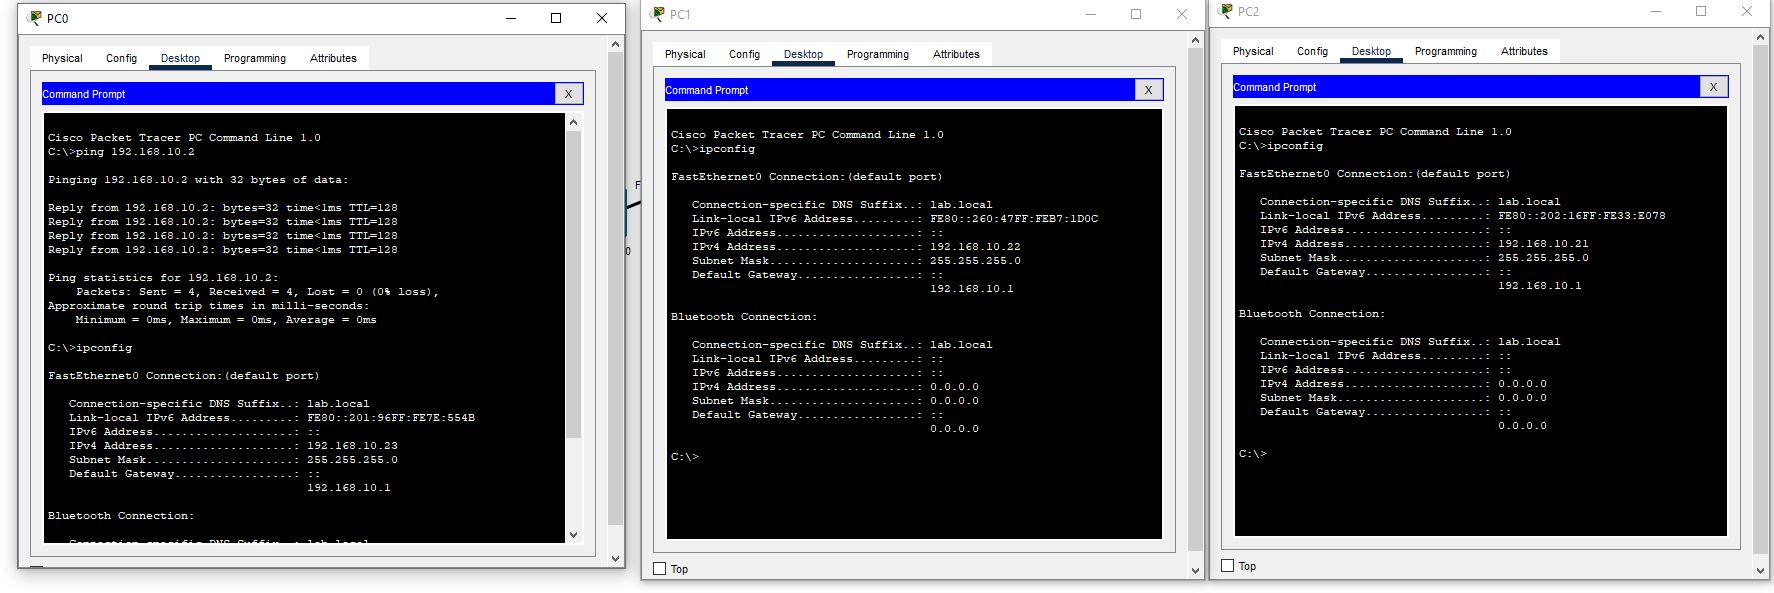 PC0
Physical Config Desktop Programming Attributes
Command Prompt X
Cisco Packet Tracer PC Command Line 1.0
C:\>ping 192.168.10.2
Pinging 192.168.10.2 with 32 bytes of data:
Reply from 192.168.10.2: bytes=32 time<1ms TTL=128
Reply from 192.168.10.2: bytes=32 time<1ms TTL=128
Reply from 192.168.10.2: bytes=32 time<1ms TTL=128
Reply from 192.168.10.2: bytes=32 time<1ms TTL=128
Ping statistics for 192.168.10.2:
Packets: Sent = 4, Received = 4, Lost = 0 (0% loss),
Approximate round trip times in milli-seconds:
Minimum = 0ms, Maximum = 0ms, Average = 0ms
C:\>ipconfig
FastEthernet0 Connection:(default port)
Connection-specific DNS Suffix..: lab.local
Link-local IPv6 Address.........: FE80::201:96FF:FE7E:554B
IPv6 Address....................: ::
IPv4 Address....................: 192.168.10.23
Subnet Mask.....................: 255.255.255.0
Default Gateway.................: ::
192.168.10.1
Bluetooth Connection:
Connection-specific DNS Suffix..: lab.local
F
0
PC1
Physical Config Desktop Programming Attributes
Command Prompt X
Cisco Packet Tracer PC Command Line 1.0
C:\>ipconfig
FastEthernet0 Connection:(default port)
Connection-specific DNS Suffix..: lab.local
Link-local IPv6 Address.........: FE80::260:47FF:FEB7:1D0C
IPv6 Address....................: ::
IPv4 Address....................: 192.168.10.22
Subnet Mask.....................: 255.255.255.0
Default Gateway.................: ::
192.168.10.1
Bluetooth Connection:
Connection-specific DNS Suffix..: lab.local
Link-local IPv6 Address.........: ::
IPv6 Address....................: ::
IPv4 Address....................: 0.0.0.0
Subnet Mask.....................: 0.0.0.0
Default Gateway.................: ::
0.0.0.0
C:\>
Top
PC2
Physical Config Desktop Programming Attributes
Command Prompt X
Cisco Packet Tracer PC Command Line 1.0
C:\>ipconfig
FastEthernet0 Connection:(default port)
Connection-specific DNS Suffix..: lab.local
Link-local IPv6 Address.........: FE80::202:16FF:FE33:E078
IPv6 Address....................: ::
IPv4 Address....................: 192.168.10.21
Subnet Mask.....................: 255.255.255.0
Default Gateway.................: ::
192.168.10.1
Bluetooth Connection:
Connection-specific DNS Suffix..: lab.local
Link-local IPv6 Address.........: ::
IPv6 Address....................: ::
IPv4 Address....................: 0.0.0.0
Subnet Mask.....................: 0.0.0.0
Default Gateway.................: ::
0.0.0.0
C:\>
Top